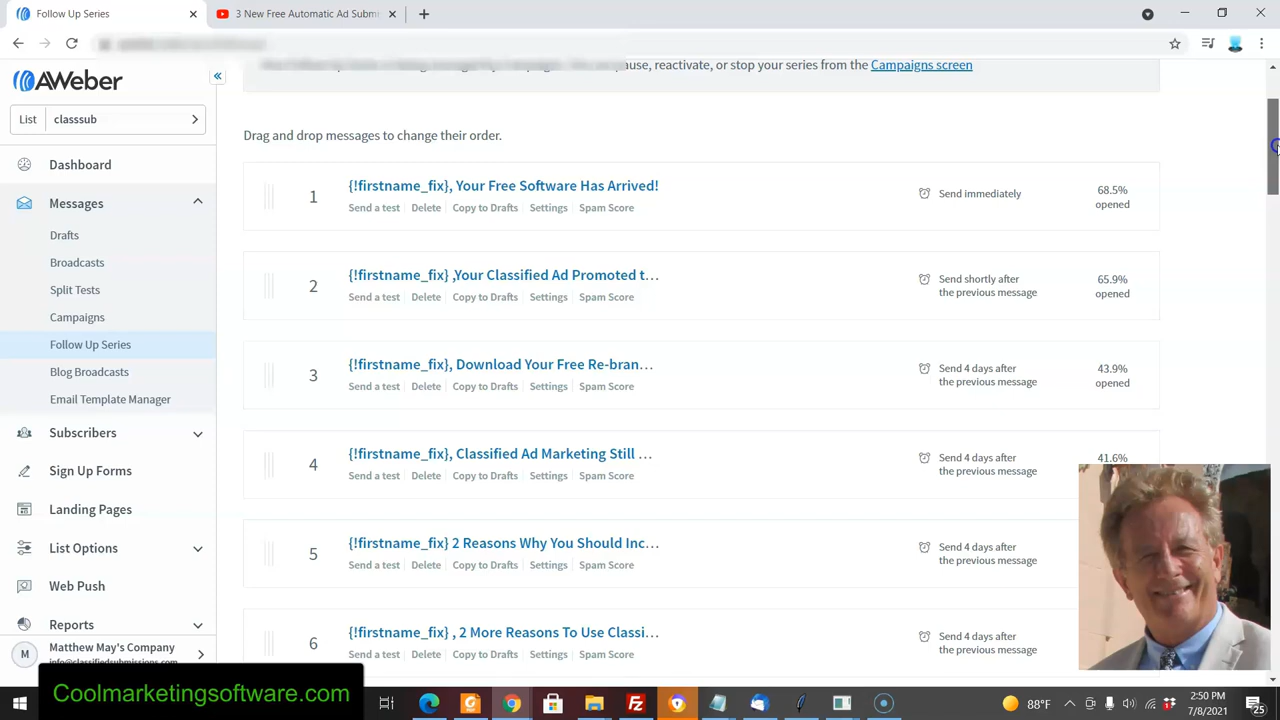 Follow Up Series
3 New Free Automatic Ad Subm
AWeber
List classsub
Dashboard
Messages
Drafts
Broadcasts
Split Tests
Campaigns
Follow Up Series
Blog Broadcasts
Email Template Manager
Subscribers
Sign Up Forms
Landing Pages
List Options
Web Push
Reports
M
Matthew May's Company
info@classifiedsubmissions.com
pause, reactivate, or stop your series from the Campaigns screen
Drag and drop messages to change their order.
1 {!firstname_fix}, Your Free Software Has Arrived!
Send a test Delete Copy to Drafts Settings Spam Score
Send immediately
68.5%
opened
2 {!firstname_fix} ,Your Classified Ad Promoted t…
Send a test Delete Copy to Drafts Settings Spam Score
Send shortly after
the previous message
65.9%
opened
3 {!firstname_fix}, Download Your Free Re-bran…
Send a test Delete Copy to Drafts Settings Spam Score
Send 4 days after
the previous message
43.9%
opened
4 {!firstname_fix}, Classified Ad Marketing Still …
Send a test Delete Copy to Drafts Settings Spam Score
Send 4 days after
the previous message
41.6%
5 {!firstname_fix} 2 Reasons Why You Should Inc…
Send a test Delete Copy to Drafts Settings Spam Score
Send 4 days after
the previous message
6 {!firstname_fix} , 2 More Reasons To Use Classi…
Send a test Delete Copy to Drafts Settings Spam Score
Send 4 days after
the previous message
Coolmarketingsoftware.com
88°F
2:50 PM
7/8/2021
25